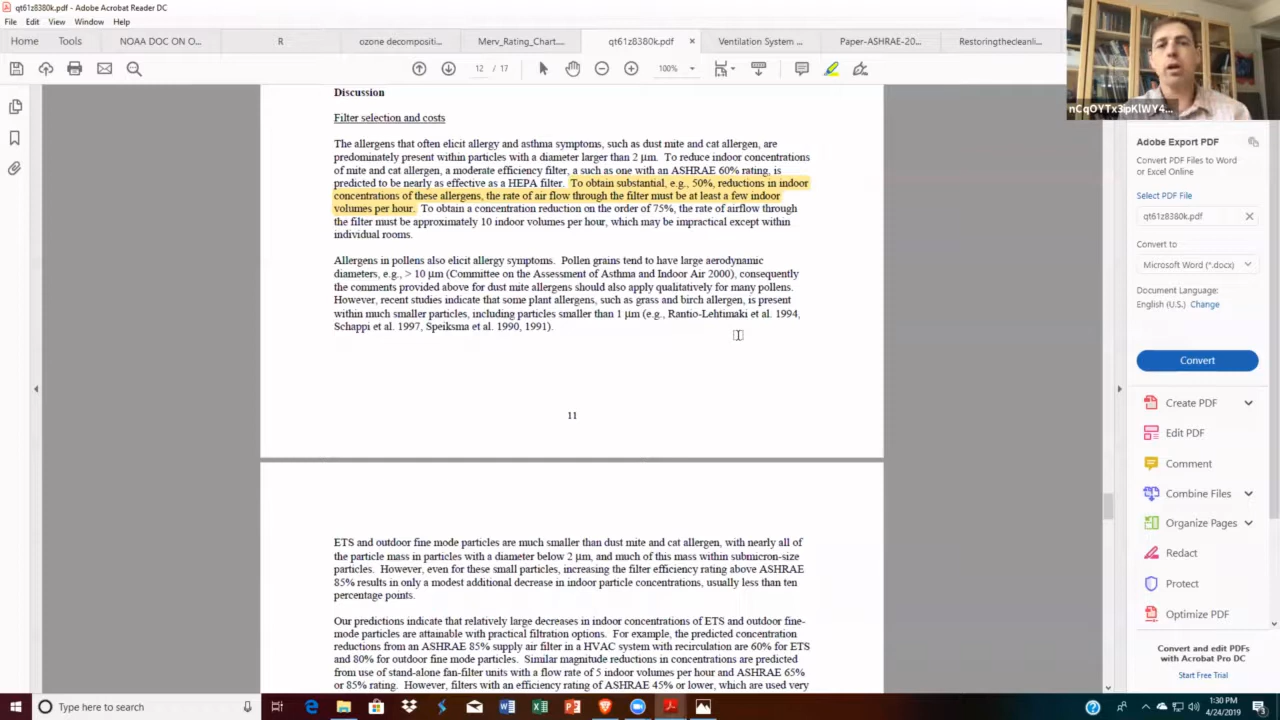 qt61z8380k.pdf - Adobe Acrobat Reader DC
File Edit View Window Help
Home Tools NOAA DOC ON O... R ozone decompositi... Merv_Rating_Chart.... qt61z8380k.pdf × Ventilation System ... Paper-ASHRAE-20... Restoringthecleanli...
12 / 17 100%
nCqOYTx3ipKlWY4...
Discussion
Filter selection and costs
The allergens that often elicit allergy and asthma symptoms, such as dust mite and cat allergen, are
predominately present within particles with a diameter larger than 2 μm. To reduce indoor concentrations
of mite and cat allergen, a moderate efficiency filter, a such as one with an ASHRAE 60% rating, is
predicted to be nearly as effective as a HEPA filter. To obtain substantial, e.g., 50%, reductions in indoor
concentrations of these allergens, the rate of air flow through the filter must be at least a few indoor
volumes per hour. To obtain a concentration reduction on the order of 75%, the rate of airflow through
the filter must be approximately 10 indoor volumes per hour, which may be impractical except within
individual rooms.
Allergens in pollens also elicit allergy symptoms. Pollen grains tend to have large aerodynamic
diameters, e.g., > 10 μm (Committee on the Assessment of Asthma and Indoor Air 2000), consequently
the comments provided above for dust mite allergens should also apply qualitatively for many pollens.
However, recent studies indicate that some plant allergens, such as grass and birch allergen, is present
within much smaller particles, including particles smaller than 1 μm (e.g., Rantio-Lehtimaki et al. 1994,
Schappi et al. 1997, Speiksma et al. 1990, 1991).
11
ETS and outdoor fine mode particles are much smaller than dust mite and cat allergen, with nearly all of
the particle mass in particles with a diameter below 2 μm, and much of this mass within submicron-size
particles. However, even for these small particles, increasing the filter efficiency rating above ASHRAE
85% results in only a modest additional decrease in indoor particle concentrations, usually less than ten
percentage points.
Our predictions indicate that relatively large decreases in indoor concentrations of ETS and outdoor fine-
mode particles are attainable with practical filtration options. For example, the predicted concentration
reductions from an ASHRAE 85% supply air filter in a HVAC system with recirculation are 60% for ETS
and 80% for outdoor fine mode particles. Similar magnitude reductions in concentrations are predicted
from use of stand-alone fan-filter units with a flow rate of 5 indoor volumes per hour and ASHRAE 65%
or 85% rating. However, filters with an efficiency rating of ASHRAE 45% or lower, which are used very
Adobe Export PDF
Convert PDF Files to Word
or Excel Online
Select PDF File
qt61z8380k.pdf
Convert to
Microsoft Word (*.docx)
Document Language:
English (U.S.) Change
Convert
Create PDF
Edit PDF
Comment
Combine Files
Organize Pages
Redact
Protect
Optimize PDF
Convert and edit PDFs
with Acrobat Pro DC
Start Free Trial
Type here to search
1:30 PM
4/24/2019